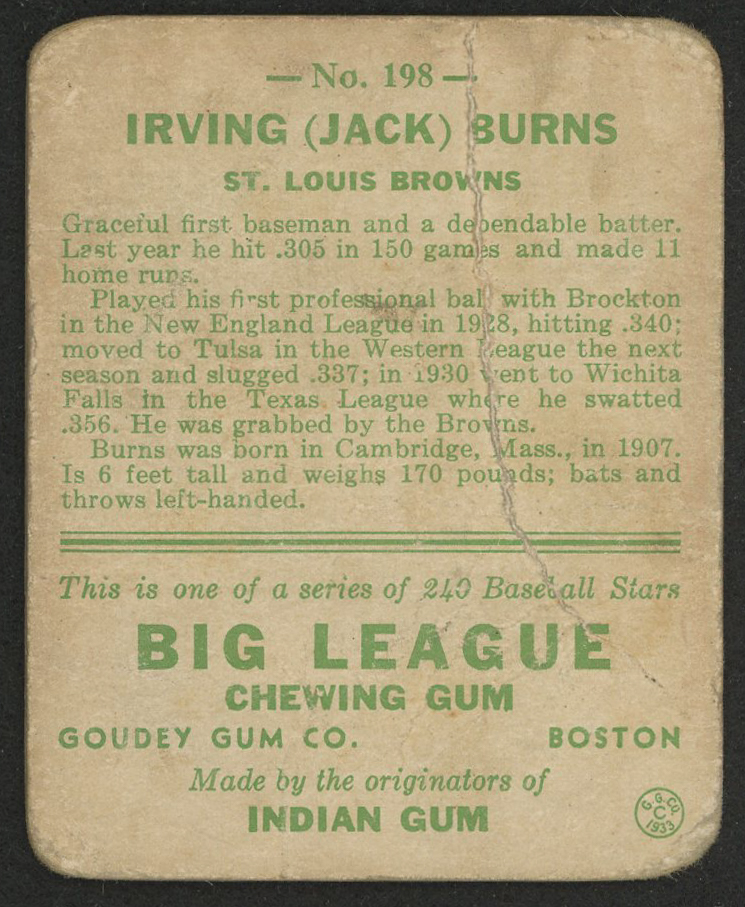 — No. 198 —
IRVING (JACK) BURNS
ST. LOUIS BROWNS
Graceful first baseman and a dependable batter.
Last year he hit .305 in 150 games and made 11
home runs.
Played his first professional ball with Brockton
in the New England League in 1928, hitting .340;
moved to Tulsa in the Western League the next
season and slugged .337; in 1930 went to Wichita
Falls in the Texas League where he swatted
.356. He was grabbed by the Browns.
Burns was born in Cambridge, Mass., in 1907.
Is 6 feet tall and weighs 170 pounds; bats and
throws left-handed.
This is one of a series of 240 Baseball Stars
BIG LEAGUE
CHEWING GUM
GOUDEY GUM CO. BOSTON
Made by the originators of
INDIAN GUM
G. G. CO.
C
1933